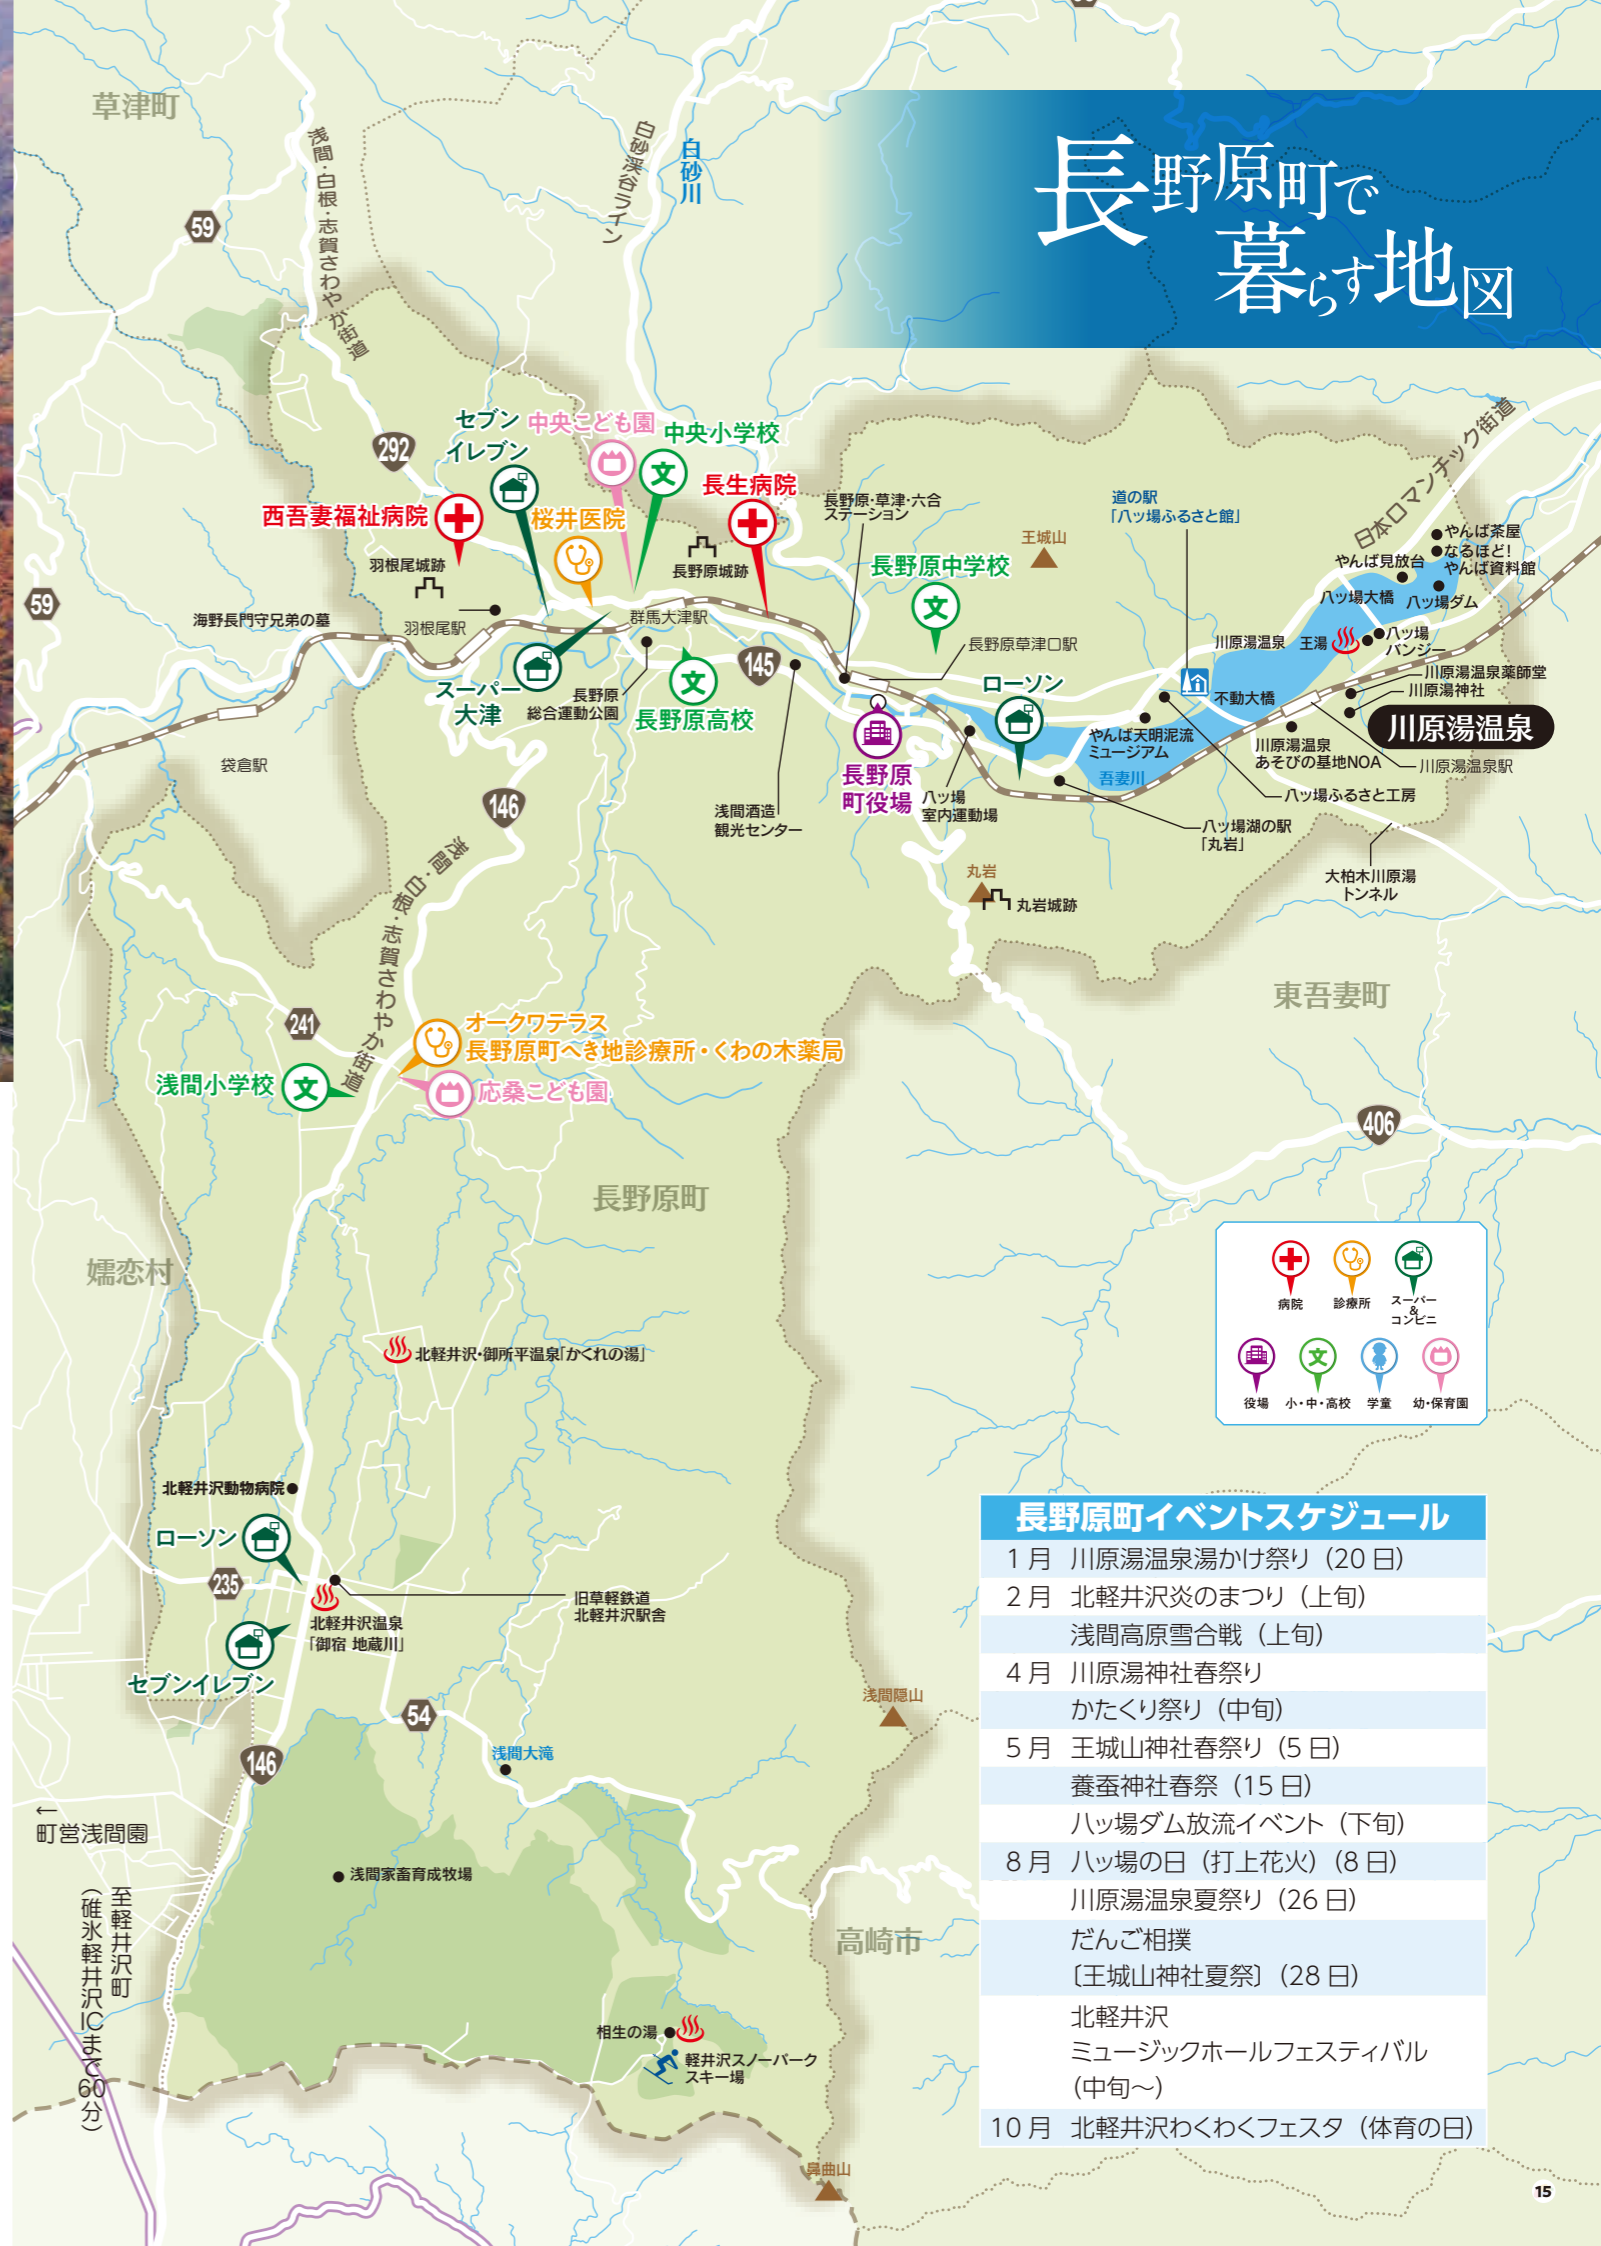 長野原町で
暮らす地図
草津町
59
浅間・白根・志賀さわやか街道
白砂渓谷ライン
白砂川
292
セブン
イレブン
中央こども園
中央小学校
西吾妻福祉病院
桜井医院
長生病院
長野原・草津・六合
ステーション
道の駅
「八ッ場ふるさと館」
王城山
日本ロマンチック街道
やんば茶屋
なるほど!
やんば資料館
やんば見放台
八ッ場大橋
八ッ場ダム
羽根尾城跡
長野原城跡
長野原中学校
59
海野長門守兄弟の墓
羽根尾駅
群馬大津駅
145
長野原草津口駅
川原湯温泉
王湯
八ッ場
バンジー
川原湯温泉薬師堂
川原湯神社
川原湯温泉
スーパー
大津
長野原
総合運動公園
長野原高校
ローソン
不動大橋
やんば天明泥流
ミュージアム
吾妻川
川原湯温泉
あそびの基地NOA
川原湯温泉駅
袋倉駅
146
長野原
町役場
八ッ場
室内運動場
浅間酒造
観光センター
八ッ場ふるさと工房
八ッ場湖の駅
「丸岩」
大柏木川原湯
トンネル
丸岩
丸岩城跡
浅間・白根・志賀さわやか街道
東吾妻町
241
オークワテラス
長野原町へき地診療所・くわの木薬局
浅間小学校
応桑こども園
406
長野原町
嬬恋村
病院
診療所
スーパー
&
コンビニ
役場
小・中・高校
学童
幼・保育園
北軽井沢・御所平温泉「かくれの湯」
北軽井沢動物病院
ローソン
235
旧草軽鉄道
北軽井沢駅舎
北軽井沢温泉
「御宿 地蔵川」
セブンイレブン
54
浅間隠山
浅間大滝
146
←
町営浅間園
浅間家畜育成牧場
至軽井沢町
(碓氷軽井沢ICまで60分)
高崎市
相生の湯
軽井沢スノーパーク
スキー場
鼻曲山
長野原町イベントスケジュール
1月 川原湯温泉湯かけ祭り(20日)
2月 北軽井沢炎のまつり(上旬)
浅間高原雪合戦(上旬)
4月 川原湯神社春祭り
かたくり祭り(中旬)
5月 王城山神社春祭り(5日)
養蚕神社春祭(15日)
八ッ場ダム放流イベント(下旬)
8月 八ッ場の日(打上花火)(8日)
川原湯温泉夏祭り(26日)
だんご相撲
〔王城山神社夏祭〕(28日)
北軽井沢
ミュージックホールフェスティバル
(中旬〜)
10月 北軽井沢わくわくフェスタ(体育の日)
15